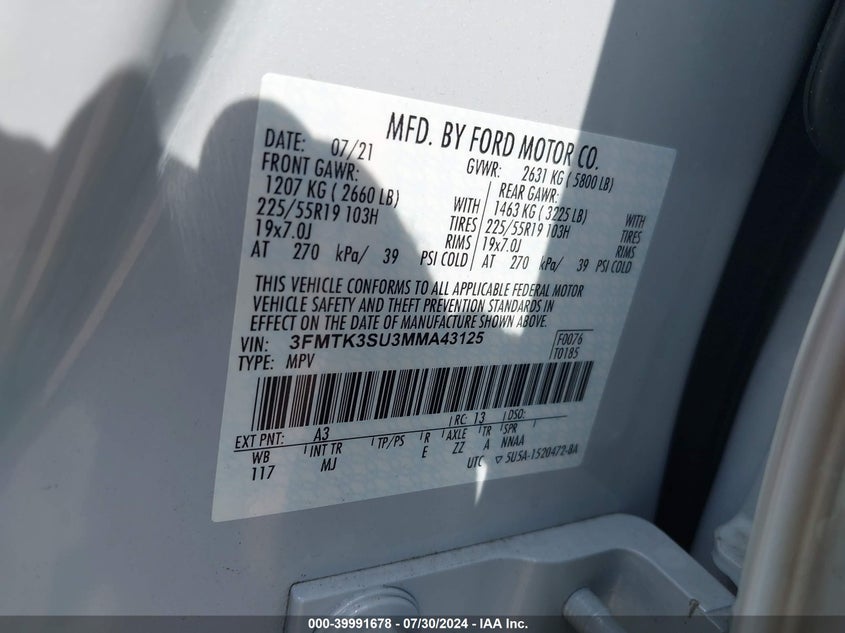 MFD. BY FORD MOTOR CO.
DATE: 07/21 GVWR: 2631 KG ( 5800 LB)
FRONT GAWR: REAR GAWR:
1207 KG ( 2660 LB) WITH 1463 KG ( 3225 LB) WITH
225/55R19 103H TIRES 225/55R19 103H TIRES
19x7.0J RIMS 19x7.0J RIMS
AT 270 kPa/ 39 PSI COLD AT 270 kPa/ 39 PSI COLD
THIS VEHICLE CONFORMS TO ALL APPLICABLE FEDERAL MOTOR
VEHICLE SAFETY AND THEFT PREVENTION STANDARDS IN
EFFECT ON THE DATE OF MANUFACTURE SHOWN ABOVE.
VIN: 3FMTK3SU3MMA43125 F0076
TYPE: MPV T0185
EXT PNT: A3 RC: 13 DSO:
WB INT TR TP/PS R AXLE TR SPR
117 MJ E ZZ A NNAA
UTC ▽ 5U5A-1520472-BA
000-39991678 - 07/30/2024 - IAA Inc.